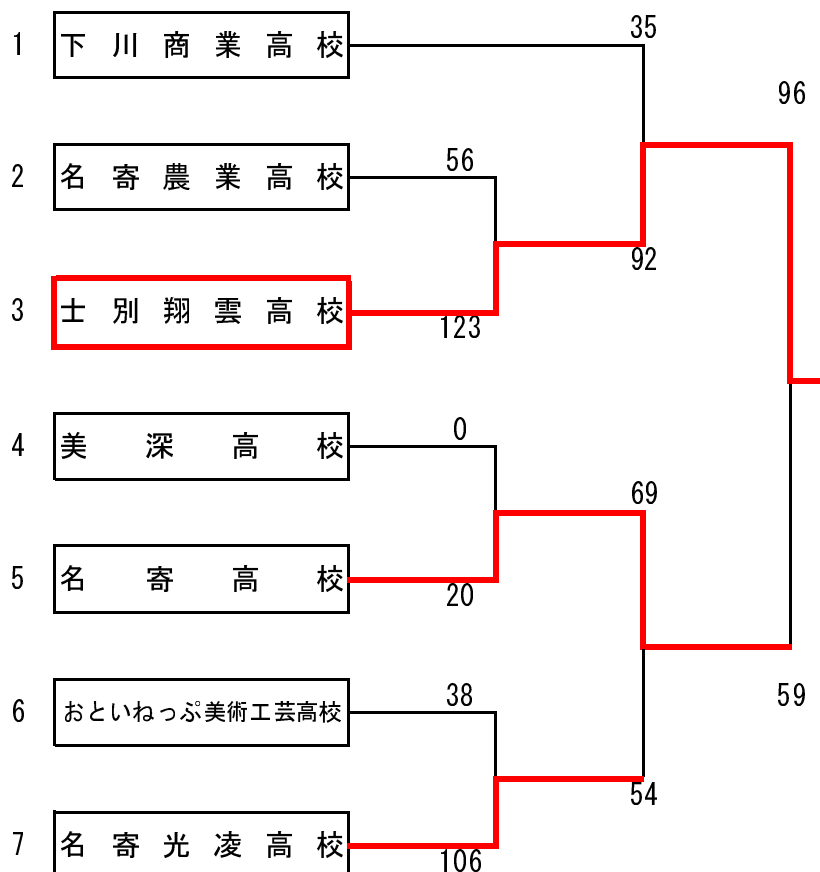 35
1 下川商業高校
96
56
2 名寄農業高校
92
3 士別翔雲高校
123
0
4 美深高校
69
5 名寄高校
20
38
6 おといねっぷ美術工芸高校
59
54
7 名寄光凌高校
106